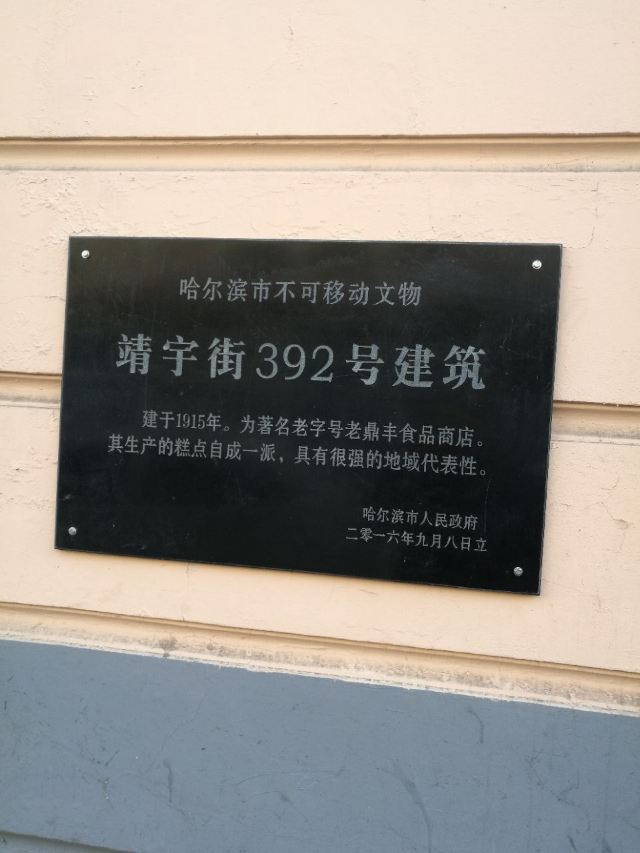 哈尔滨市不可移动文物
靖宇街392号建筑
建于1915年。为著名老字号老鼎丰食品商店。
其生产的糕点自成一派，具有很强的地域代表性。
哈尔滨市人民政府
二零一六年九月八日立